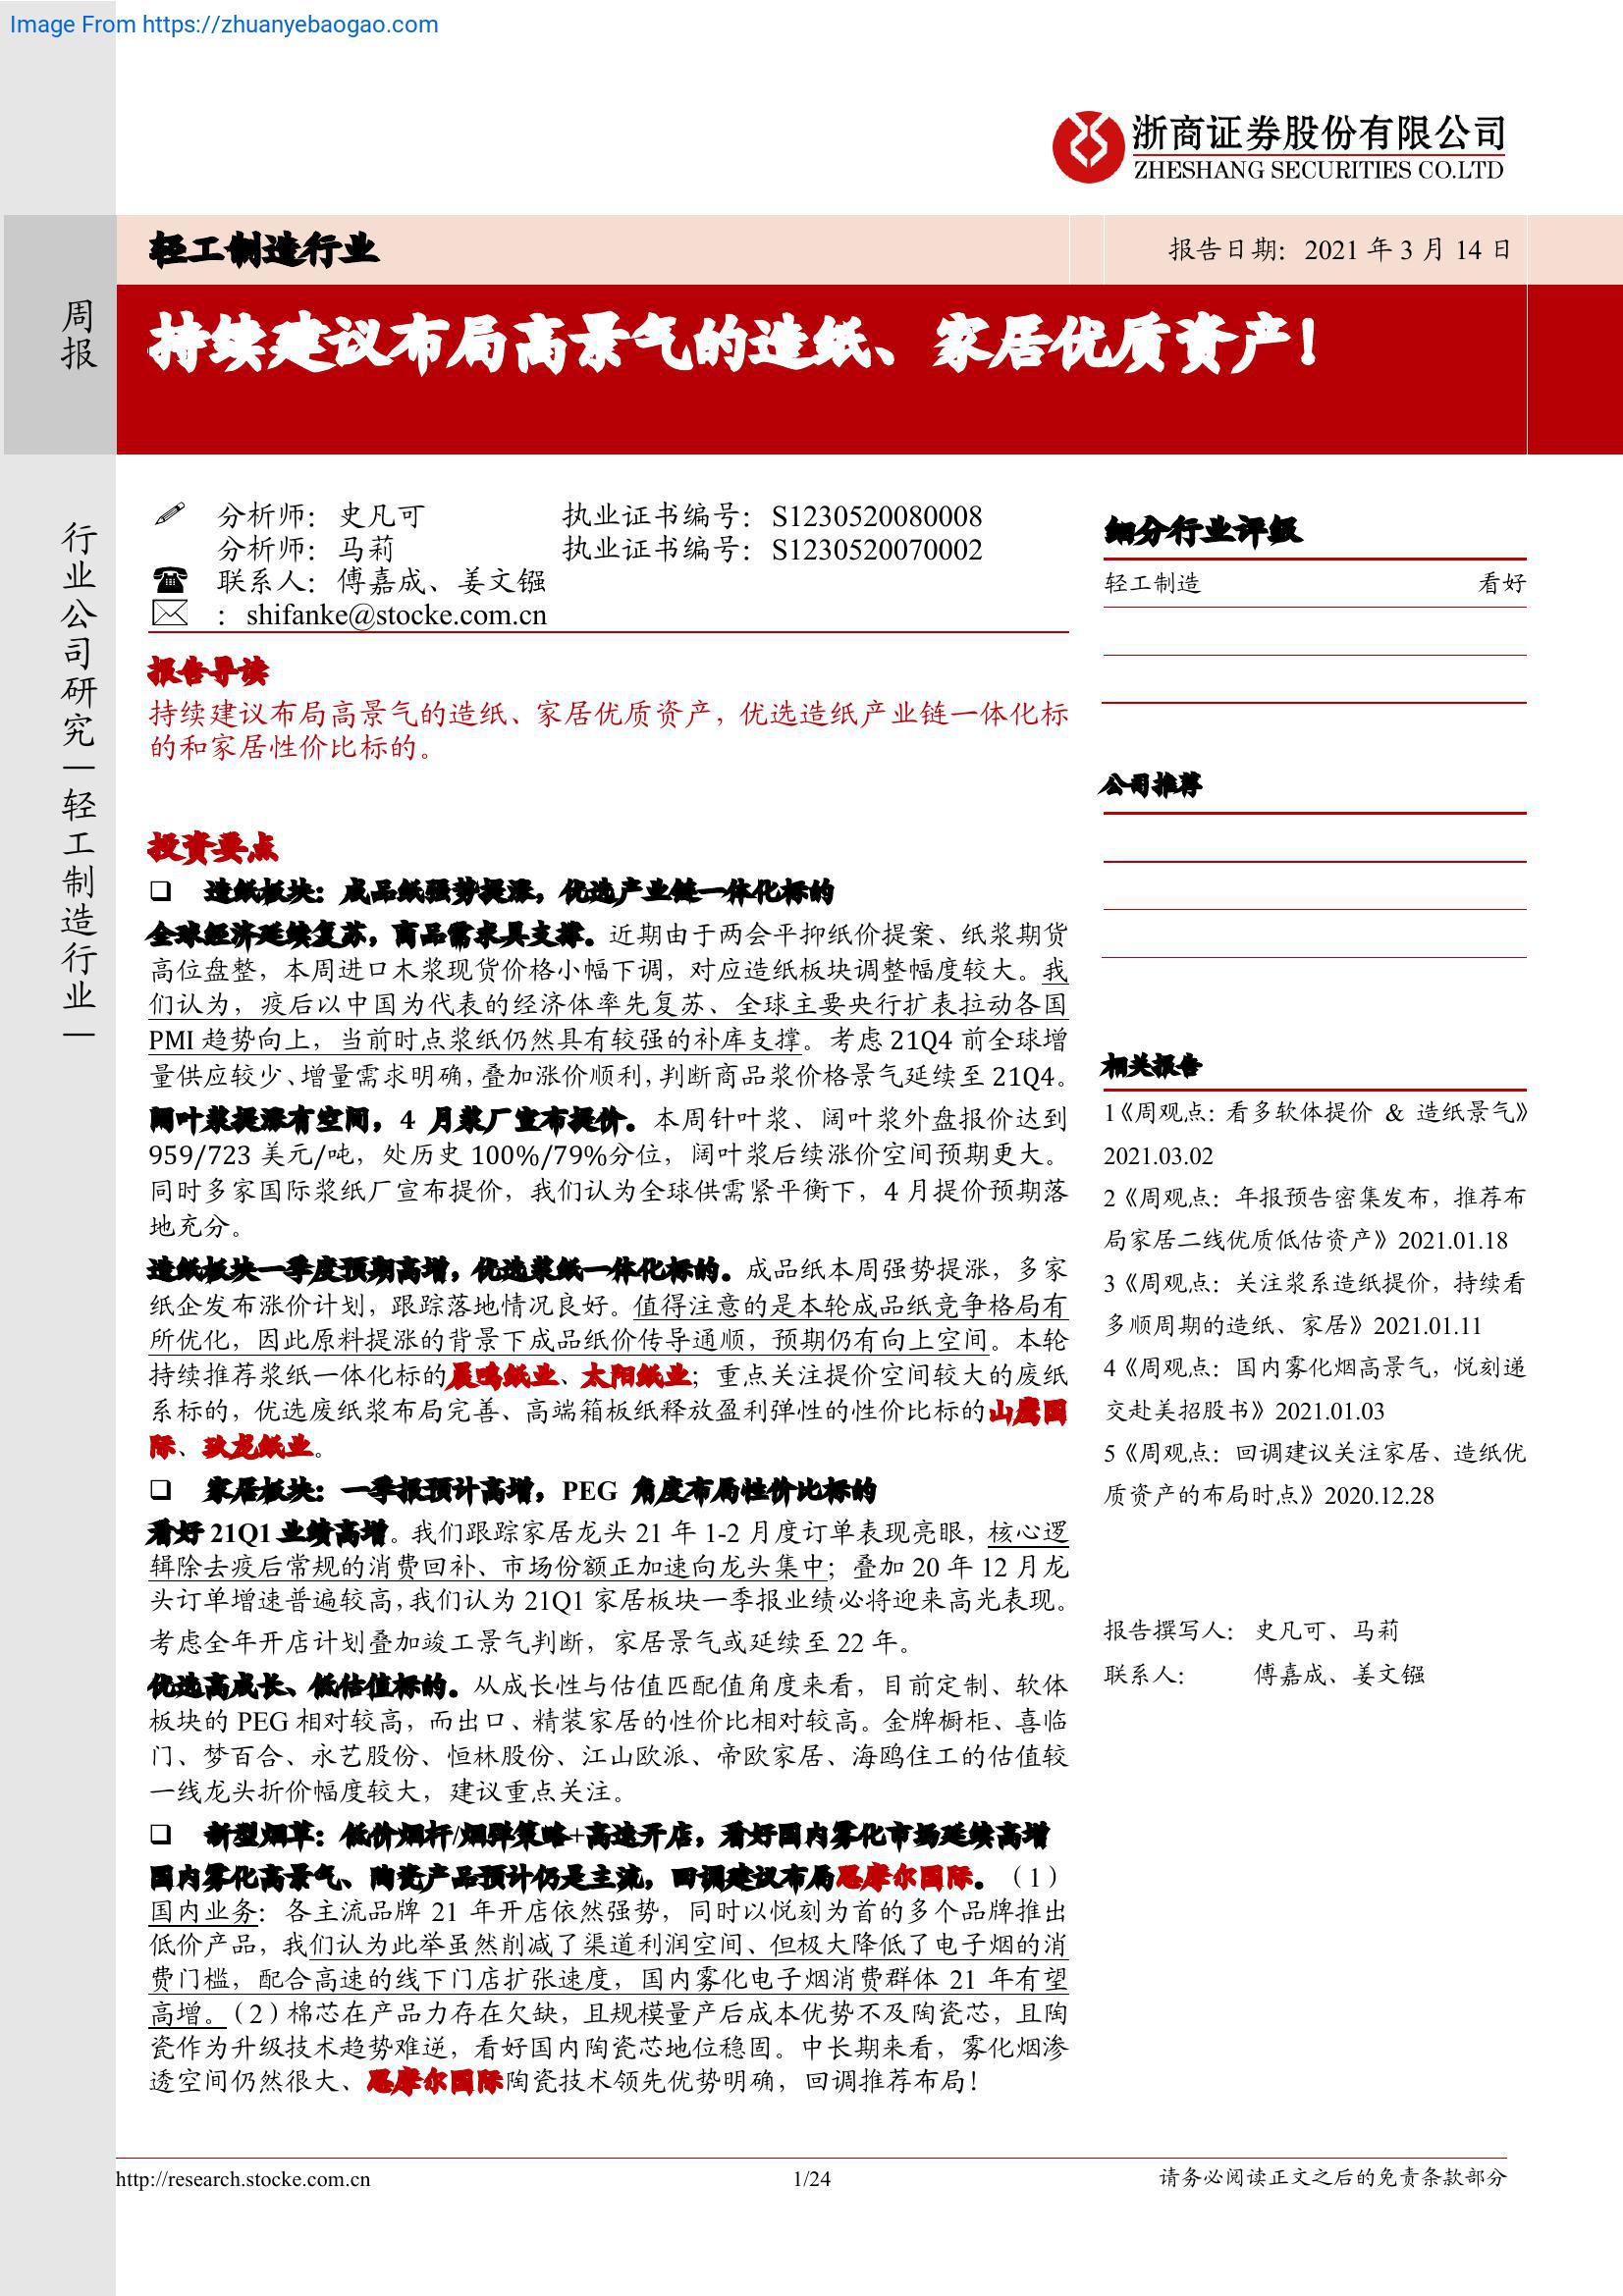 Image From https://zhuanyebaogao.com
浙商证券股份有限公司
ZHESHANG SECURITIES CO.LTD
周报
行业公司研究|轻工制造行业|
轻工制造行业
报告日期：2021 年 3 月 14 日
持续建议布局高景气的造纸、家居优质资产！
分析师：史凡可 执业证书编号：S1230520080008
分析师：马莉 执业证书编号：S1230520070002
联系人：傅嘉成、姜文镪
：shifanke@stocke.com.cn
报告导读
持续建议布局高景气的造纸、家居优质资产，优选造纸产业链一体化标
的和家居性价比标的。
投资要点
❑ 造纸板块：成品纸强势提涨，优选产业链一体化标的
全球经济延续复苏，商品需求具支撑。近期由于两会平抑纸价提案、纸浆期货
高位盘整，本周进口木浆现货价格小幅下调，对应造纸板块调整幅度较大。我
们认为，疫后以中国为代表的经济体率先复苏、全球主要央行扩表拉动各国
PMI 趋势向上，当前时点浆纸仍然具有较强的补库支撑。考虑 21Q4 前全球增
量供应较少、增量需求明确，叠加涨价顺利，判断商品浆价格景气延续至 21Q4。
阔叶浆提涨有空间，4 月浆厂宣布提价。本周针叶浆、阔叶浆外盘报价达到
959/723 美元/吨，处历史 100%/79%分位，阔叶浆后续涨价空间预期更大。
同时多家国际浆纸厂宣布提价，我们认为全球供需紧平衡下，4 月提价预期落
地充分。
造纸板块一季度预期高增，优选浆纸一体化标的。成品纸本周强势提涨，多家
纸企发布涨价计划，跟踪落地情况良好。值得注意的是本轮成品纸竞争格局有
所优化，因此原料提涨的背景下成品纸价传导通顺，预期仍有向上空间。本轮
持续推荐浆纸一体化标的晨鸣纸业、太阳纸业；重点关注提价空间较大的废纸
系标的，优选废纸浆布局完善、高端箱板纸释放盈利弹性的性价比标的山鹰国
际、玖龙纸业。
❑ 家居板块：一季报预计高增，PEG 角度布局性价比标的
看好 21Q1 业绩高增。我们跟踪家居龙头 21 年 1-2 月度订单表现亮眼，核心逻
辑除去疫后常规的消费回补、市场份额正加速向龙头集中；叠加 20 年 12 月龙
头订单增速普遍较高，我们认为 21Q1 家居板块一季报业绩必将迎来高光表现。
考虑全年开店计划叠加竣工景气判断，家居景气或延续至 22 年。
优选高成长、低估值标的。从成长性与估值匹配值角度来看，目前定制、软体
板块的 PEG 相对较高，而出口、精装家居的性价比相对较高。金牌橱柜、喜临
门、梦百合、永艺股份、恒林股份、江山欧派、帝欧家居、海鸥住工的估值较
一线龙头折价幅度较大，建议重点关注。
❑ 新型烟草：低价烟杆/烟弹策略+高速开店，看好国内雾化市场延续高增
国内雾化高景气、陶瓷产品预计仍是主流，回调建议布局思摩尔国际。（1）
国内业务：各主流品牌 21 年开店依然强势，同时以悦刻为首的多个品牌推出
低价产品，我们认为此举虽然削减了渠道利润空间、但极大降低了电子烟的消
费门槛，配合高速的线下门店扩张速度，国内雾化电子烟消费群体 21 年有望
高增。（2）棉芯在产品力存在欠缺，且规模量产后成本优势不及陶瓷芯，且陶
瓷作为升级技术趋势难逆，看好国内陶瓷芯地位稳固。中长期来看，雾化烟渗
透空间仍然很大、思摩尔国际陶瓷技术领先优势明确，回调推荐布局！
细分行业评级
轻工制造 看好
公司推荐
相关报告
1《周观点：看多软体提价 & 造纸景气》
2021.03.02
2《周观点：年报预告密集发布，推荐布
局家居二线优质低估资产》2021.01.18
3《周观点：关注浆系造纸提价，持续看
多顺周期的造纸、家居》2021.01.11
4《周观点：国内雾化烟高景气，悦刻递
交赴美招股书》2021.01.03
5《周观点：回调建议关注家居、造纸优
质资产的布局时点》2020.12.28
报告撰写人：史凡可、马莉
联系人：傅嘉成、姜文镪
http://research.stocke.com.cn
1/24
请务必阅读正文之后的免责条款部分